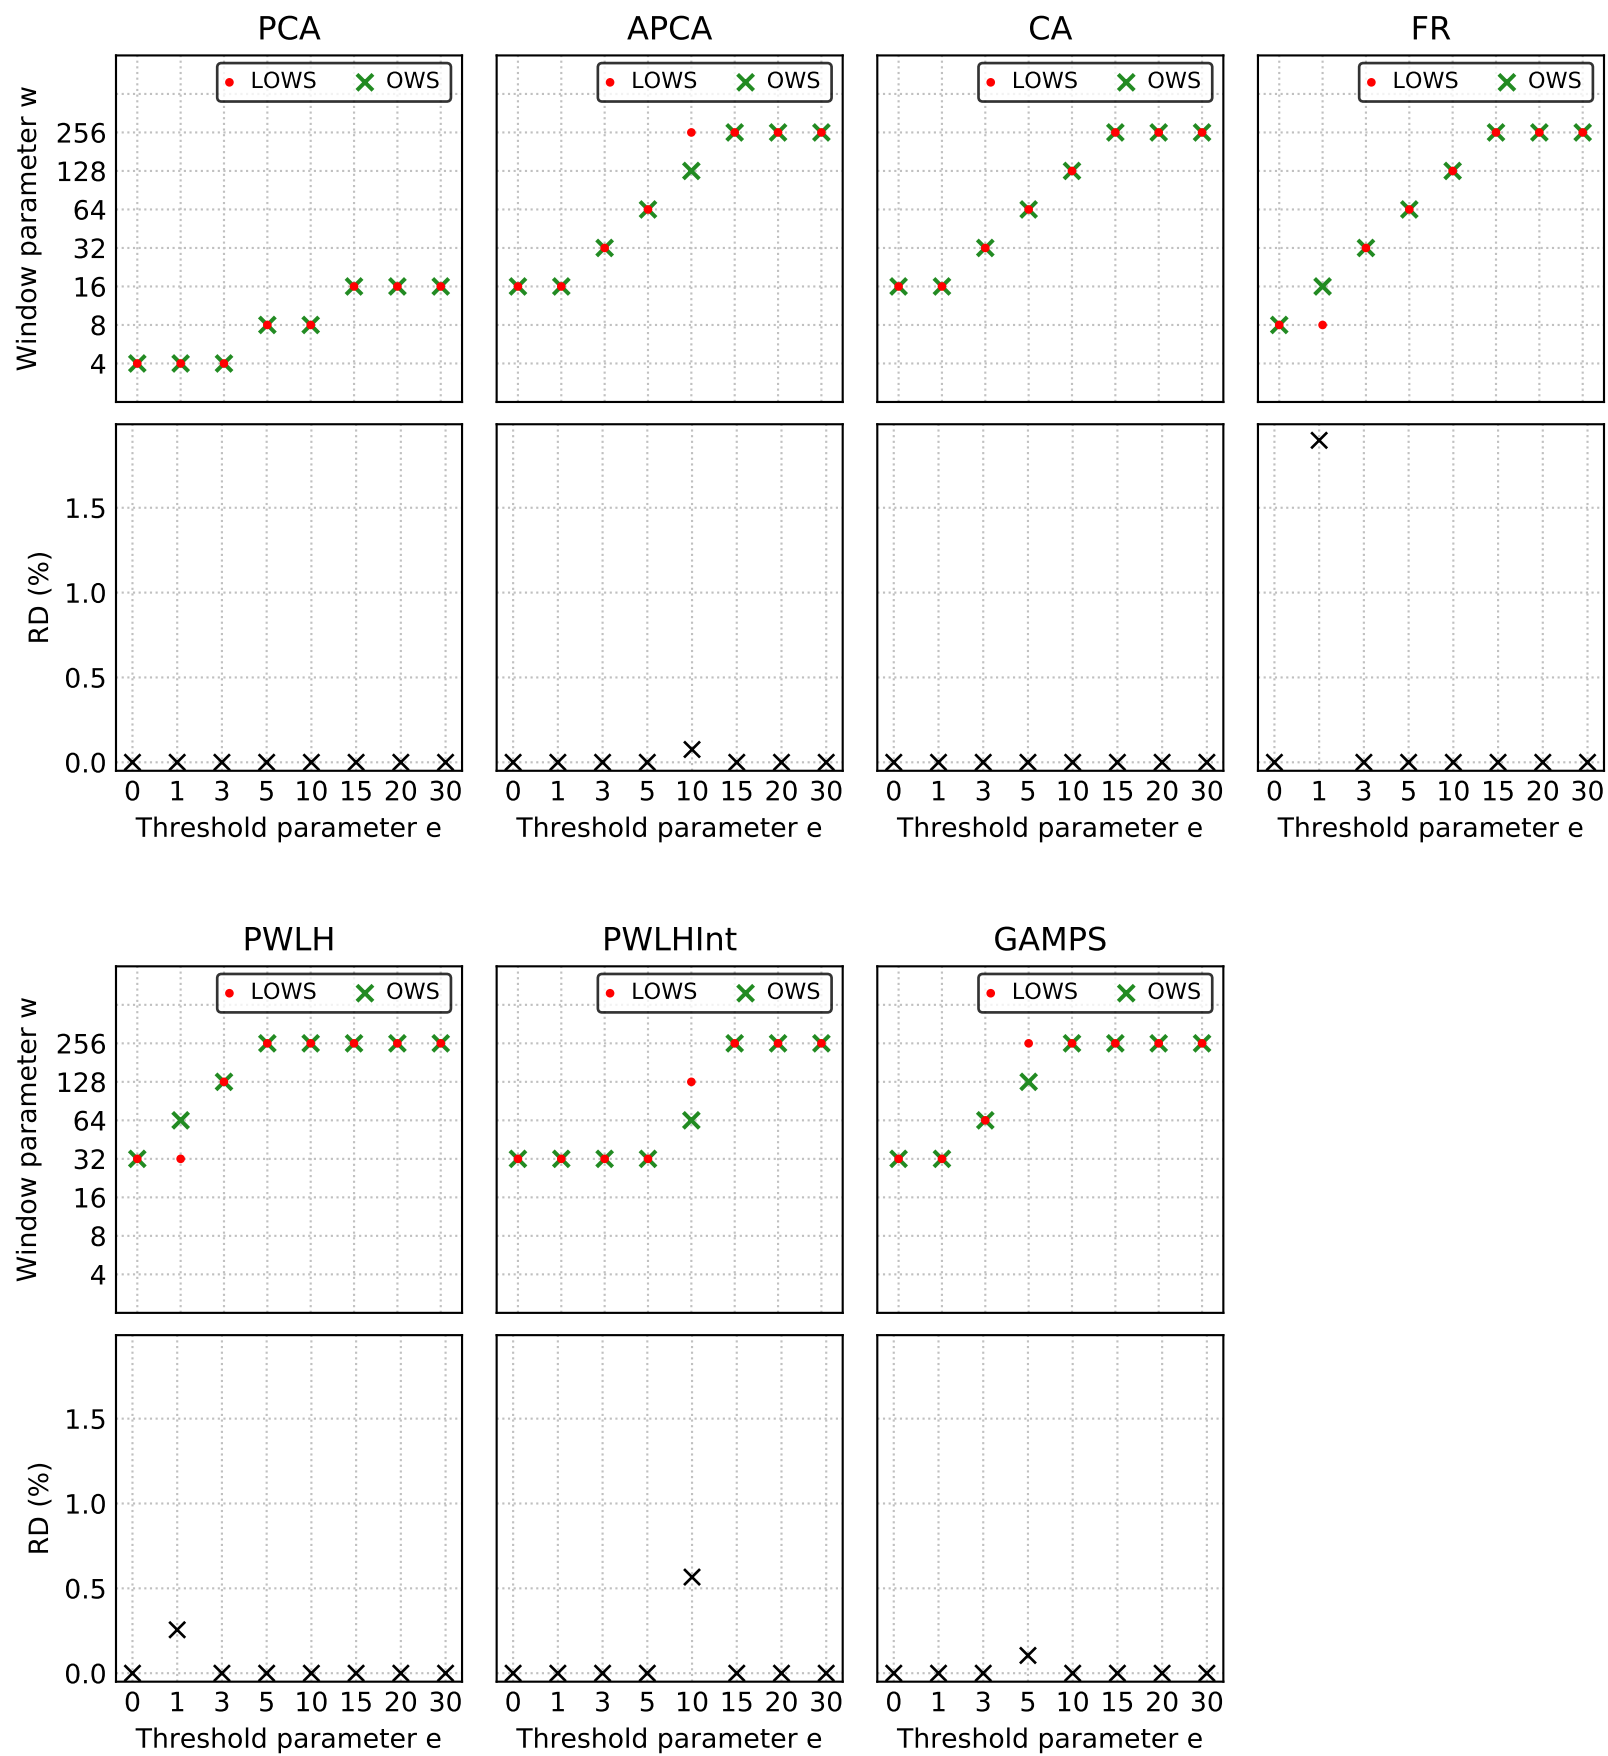 PCA APCA CA FR
LOWS OWS LOWS OWS LOWS OWS LOWS OWS
Window parameter w
256
128
64
32
16
8
4
RD (%)
1.5
1.0
0.5
0.0
0 1 3 5 10 15 20 30 0 1 3 5 10 15 20 30 0 1 3 5 10 15 20 30 0 1 3 5 10 15 20 30
Threshold parameter e Threshold parameter e Threshold parameter e Threshold parameter e
PWLH PWLHInt GAMPS
LOWS OWS LOWS OWS LOWS OWS
Window parameter w
256
128
64
32
16
8
4
RD (%)
1.5
1.0
0.5
0.0
0 1 3 5 10 15 20 30 0 1 3 5 10 15 20 30 0 1 3 5 10 15 20 30
Threshold parameter e Threshold parameter e Threshold parameter e